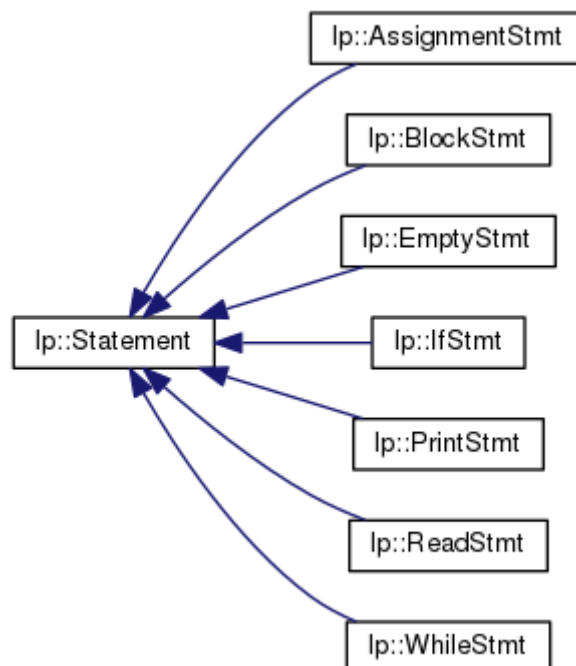 lp::AssignmentStmt
lp::BlockStmt
lp::EmptyStmt
lp::Statement
lp::IfStmt
lp::PrintStmt
lp::ReadStmt
lp::WhileStmt